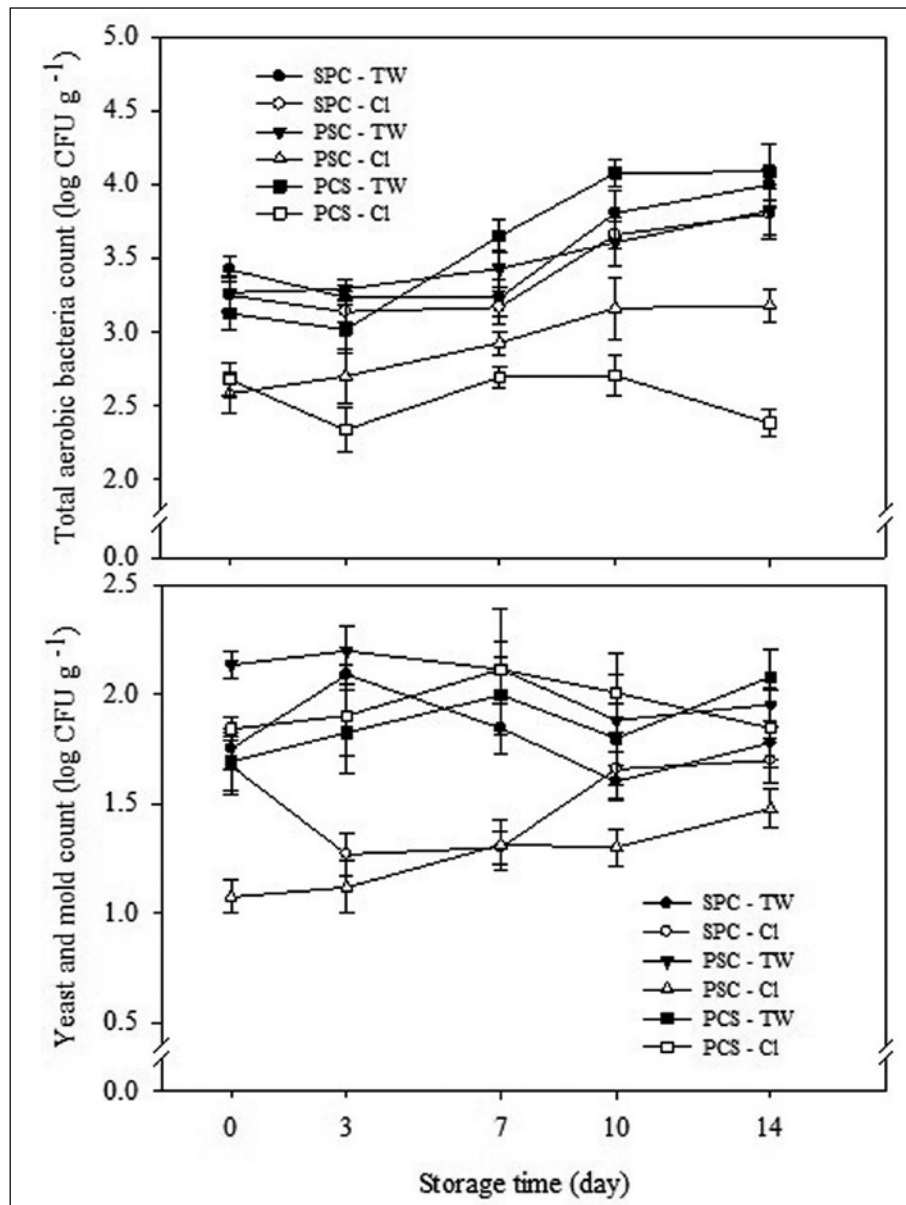 Total aerobic bacteria count (log CFU g -1)
5.0
4.5
4.0
3.5
3.0
2.5
2.0
0.0
SPC - TW
SPC - Cl
PSC - TW
PSC - Cl
PCS - TW
PCS - Cl
Yeast and mold count (log CFU g -1)
2.5
2.0
1.5
1.0
0.5
0.0
SPC - TW
SPC - Cl
PSC - TW
PSC - Cl
PCS - TW
PCS - Cl
0 3 7 10 14
Storage time (day)